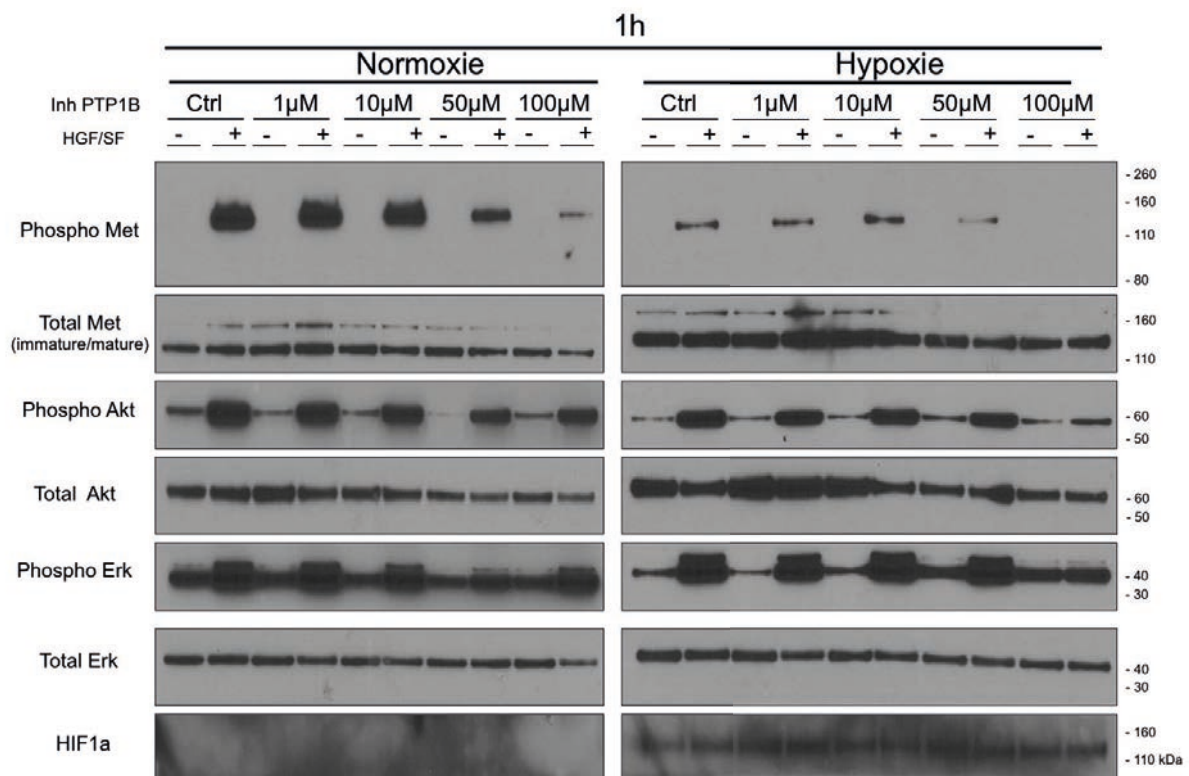 1h
Normoxie Hypoxie
Inh PTP1B Ctrl 1µM 10µM 50µM 100µM Ctrl 1µM 10µM 50µM 100µM
HGF/SF - + - + - + - + - + - + - + - + - + - +
- 260
Phospho Met - 160
- 110
- 80
Total Met - 160
(immature/mature)
- 110
Phospho Akt - 60
- 50
Total Akt - 60
- 50
Phospho Erk - 40
- 30
Total Erk - 40
- 30
HIF1a - 160
- 110 kDa